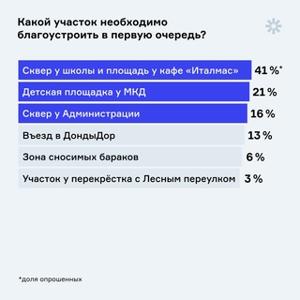 Какой участок необходимо
благоустроить в первую очередь?
Сквер у школы и площадь у кафе «Италмас» 41 %*
Детская площадка у МКД 21 %
Сквер у Администрации 16 %
Въезд в ДондыДор 13 %
Зона сносимых бараков 6 %
Участок у перекрёстка с Лесным переулком 3 %
*доля опрошенных